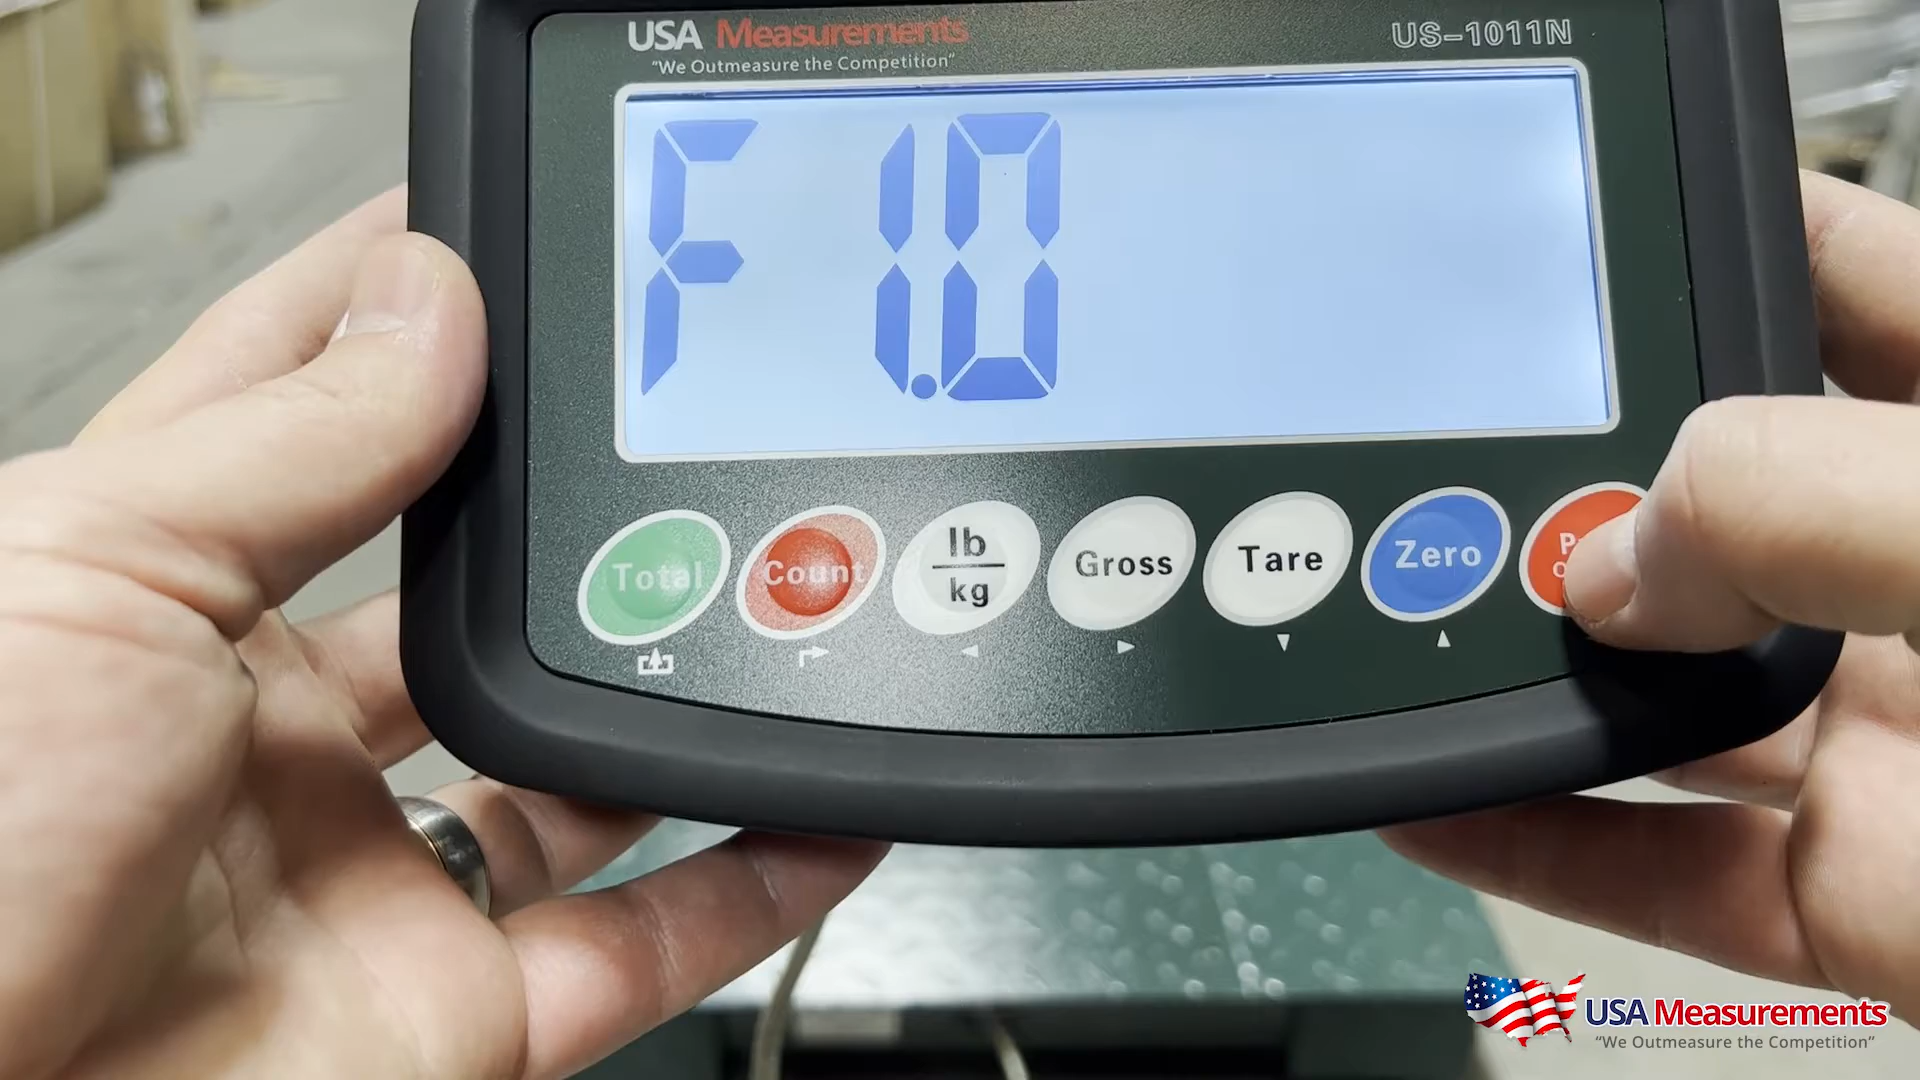 USA Measurements
"We Outmeasure the Competition"
US-1011N
F 1.0
Total
Count
lb
kg
Gross
Tare
Zero
USA Measurements
"We Outmeasure the Competition"